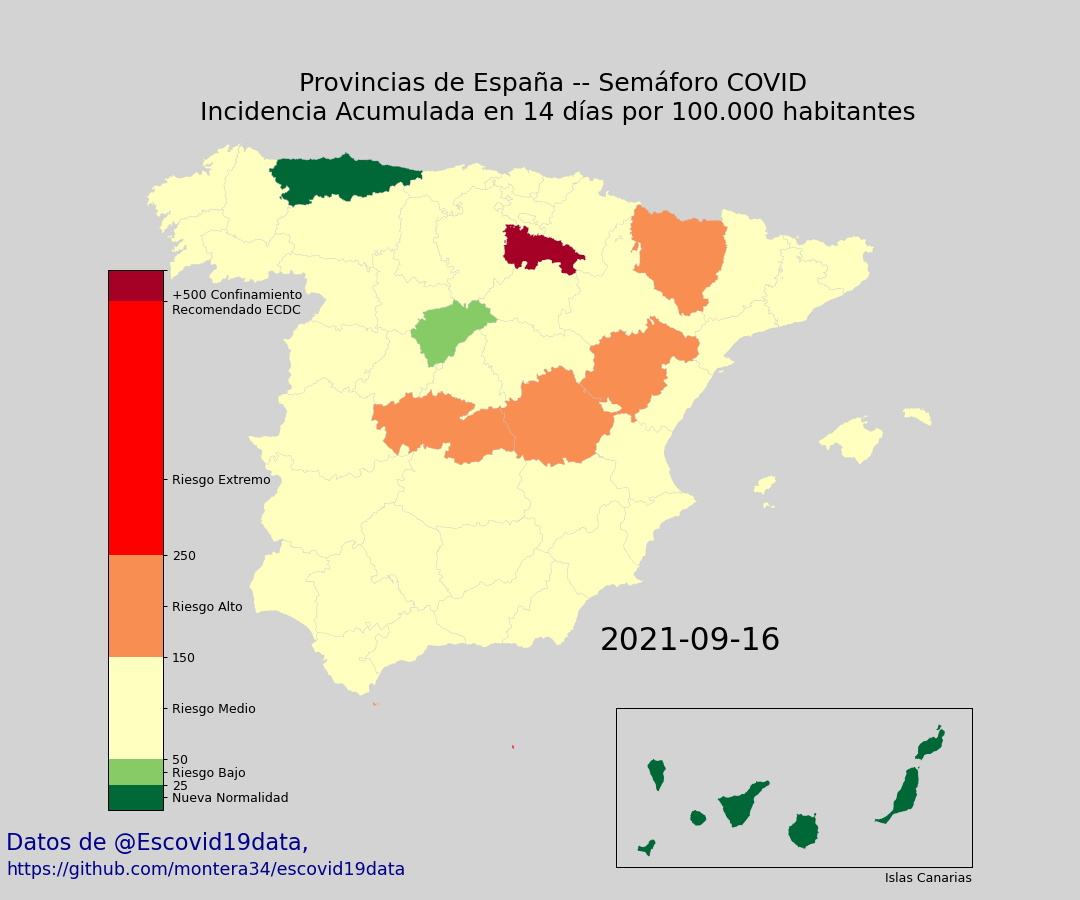 Provincias de España -- Semáforo COVID
Incidencia Acumulada en 14 días por 100.000 habitantes
+500 Confinamiento
Recomendado ECDC
Riesgo Extremo
250
Riesgo Alto
150
Riesgo Medio
50
Riesgo Bajo
25
Nueva Normalidad
2021-09-16
Islas Canarias
Datos de @Escovid19data,
https://github.com/montera34/escovid19data